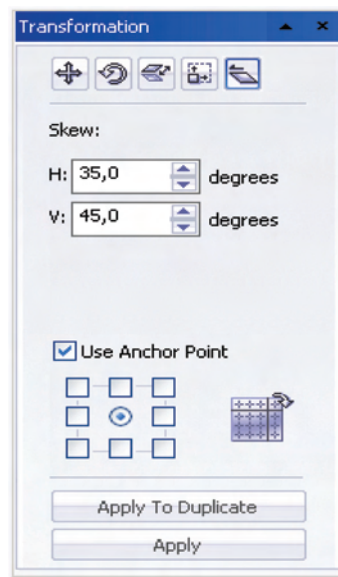 Transformation
Skew:
H: 35,0 degrees
V: 45,0 degrees
Use Anchor Point
Apply To Duplicate
Apply